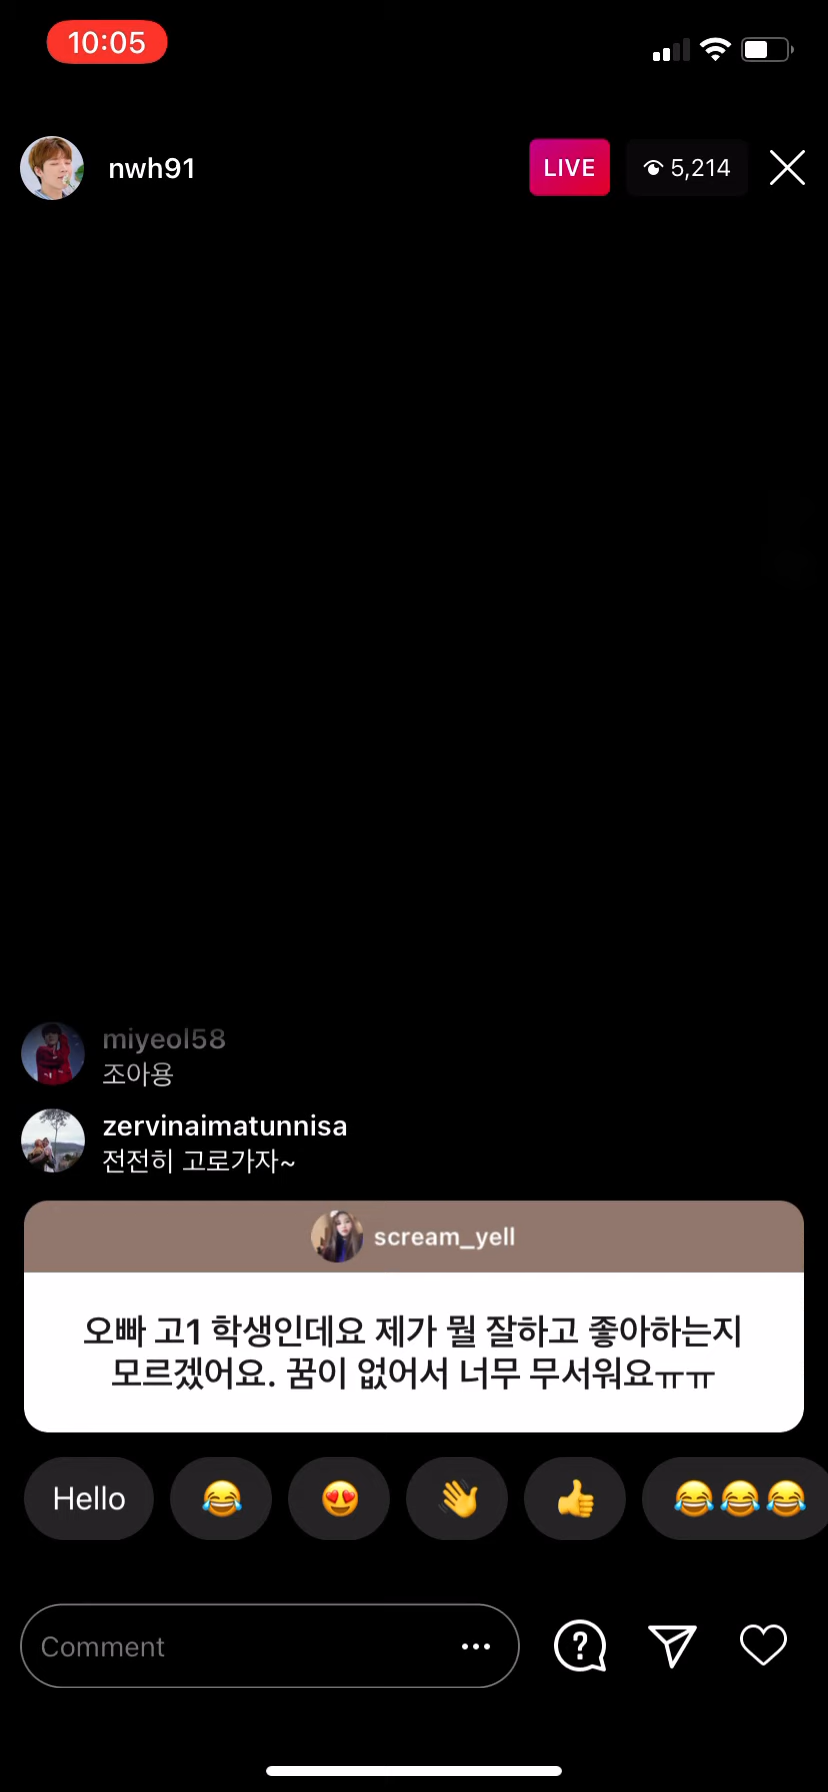 10:05
nwh91
LIVE
5,214
miyeol58
조아용
zervinaimatunnisa
전전히 고로가자~
scream_yell
오빠 고1 학생인데요 제가 뭘 잘하고 좋아하는지
모르겠어요. 꿈이 없어서 너무 무서워요ㅠㅠ
Hello
Comment